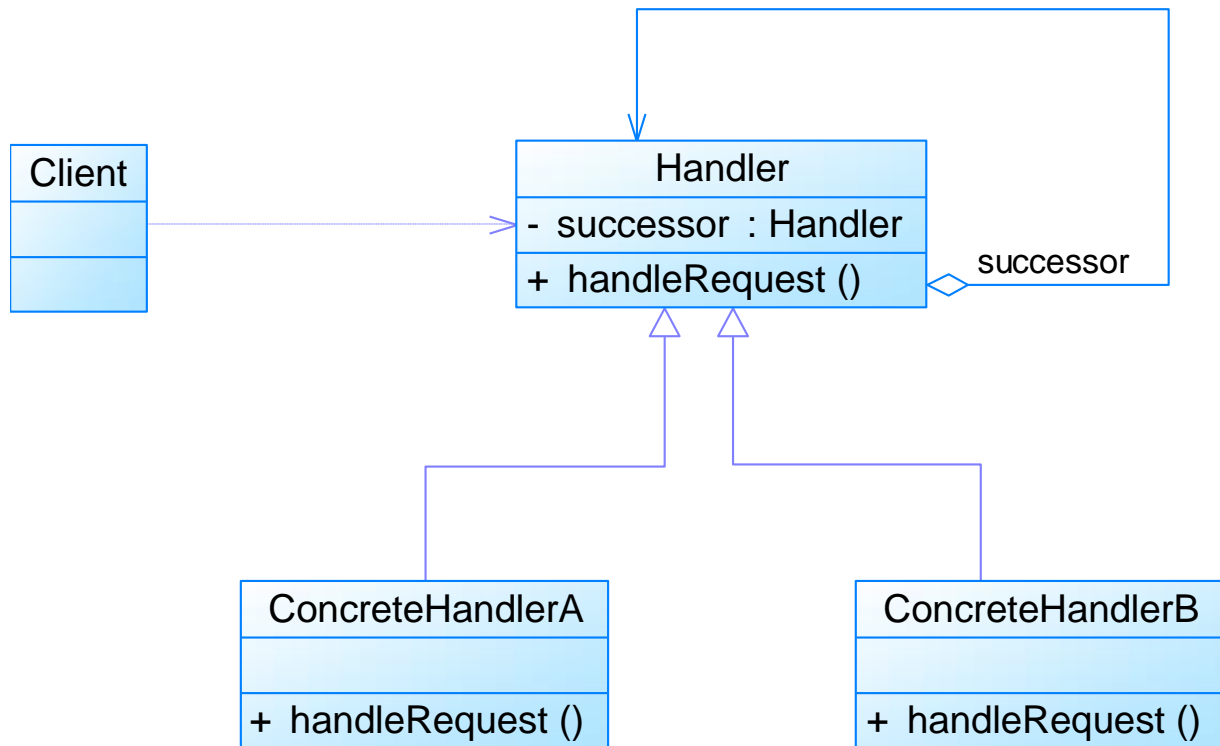 Client
Handler
- successor : Handler
+ handleRequest ()
successor
ConcreteHandlerA
+ handleRequest ()
ConcreteHandlerB
+ handleRequest ()